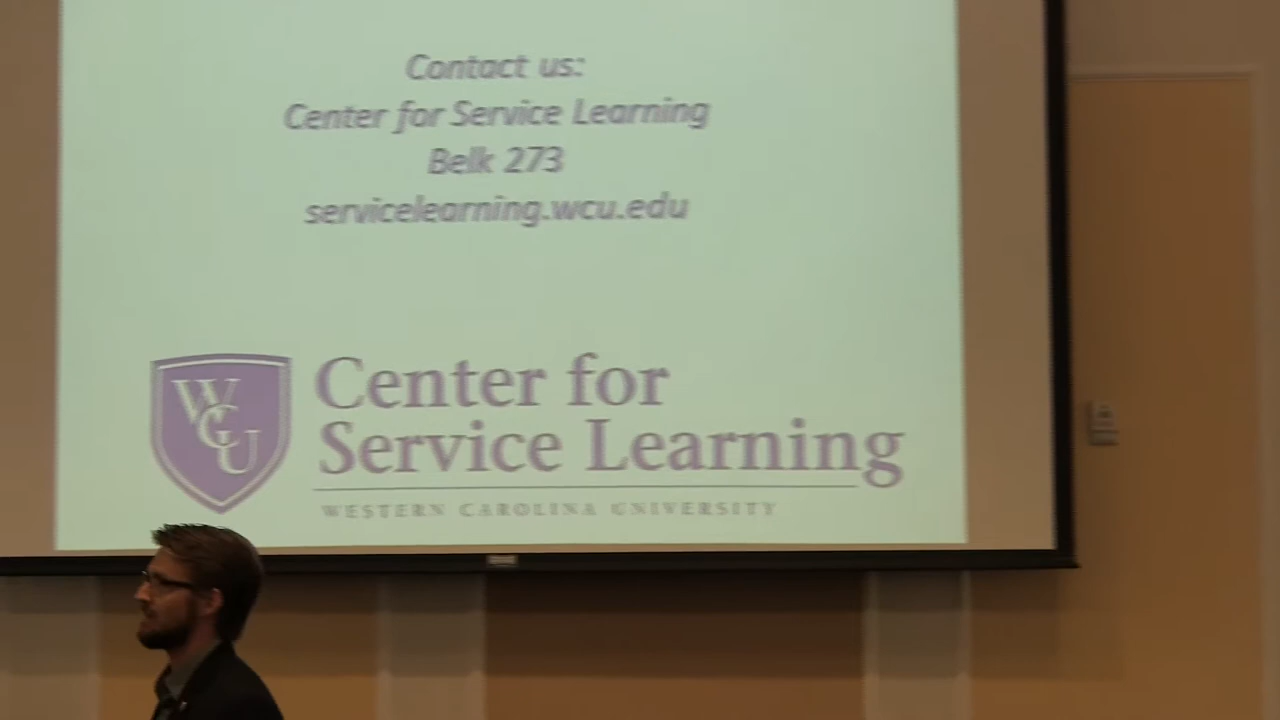 Contact us:
Center for Service Learning
Belk 273
servicelearning.wcu.edu
WCU
Center for
Service Learning
WESTERN CAROLINA UNIVERSITY